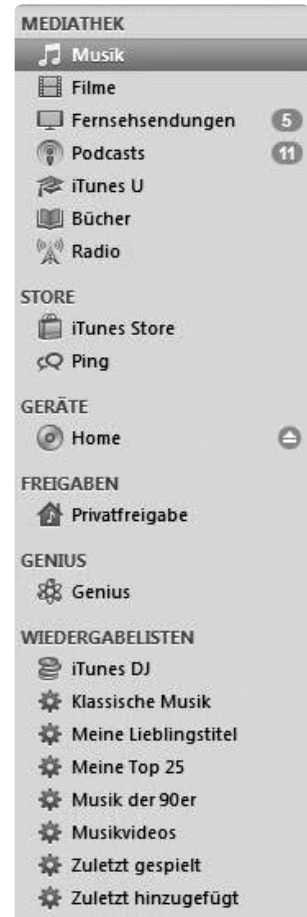 MEDIATHEK
Musik
Filme
Fernsehsendungen 5
Podcasts 11
iTunes U
Bücher
Radio
STORE
iTunes Store
Ping
GERÄTE
Home
FREIGABEN
Privatfreigabe
GENIUS
Genius
WIEDERGABELISTEN
iTunes DJ
Klassische Musik
Meine Lieblingstitel
Meine Top 25
Musik der 90er
Musikvideos
Zuletzt gespielt
Zuletzt hinzugefügt